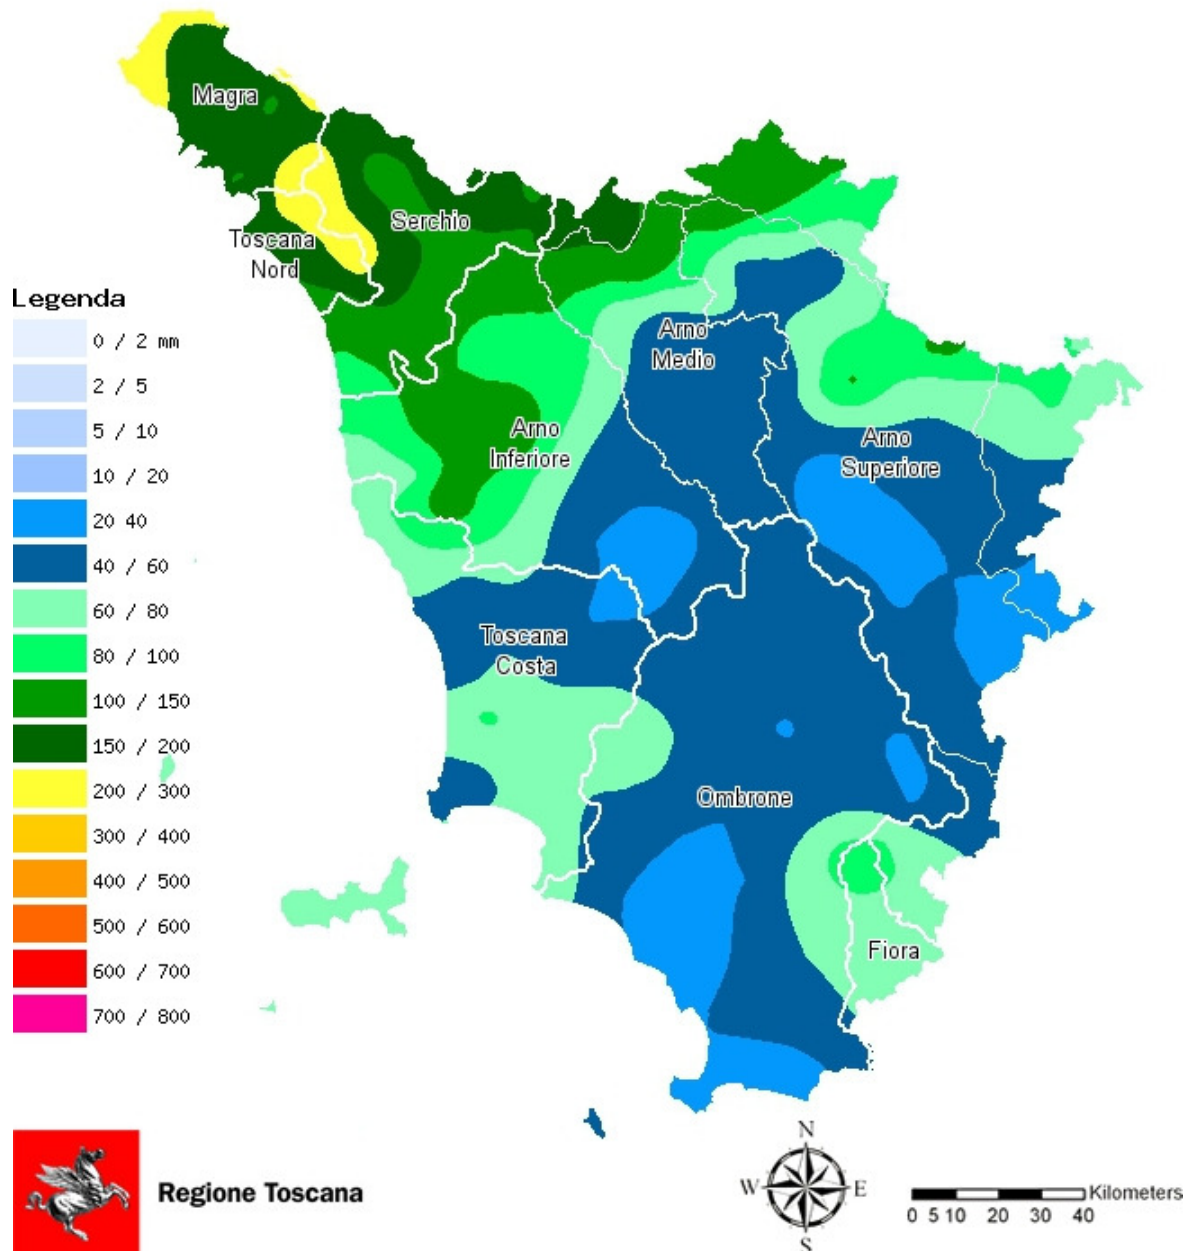 Magra
Serchio
Toscana
Nord
Legenda
0 / 2 mm
2 / 5
5 / 10
10 / 20
20 40
40 / 60
60 / 80
80 / 100
100 / 150
150 / 200
200 / 300
300 / 400
400 / 500
500 / 600
600 / 700
700 / 800
Arno
Medio
Arno
Inferiore
Arno
Superiore
Toscana
Costa
Ombrone
Fiora
Regione Toscana
N
W E
S
Kilometers
0 5 10 20 30 40